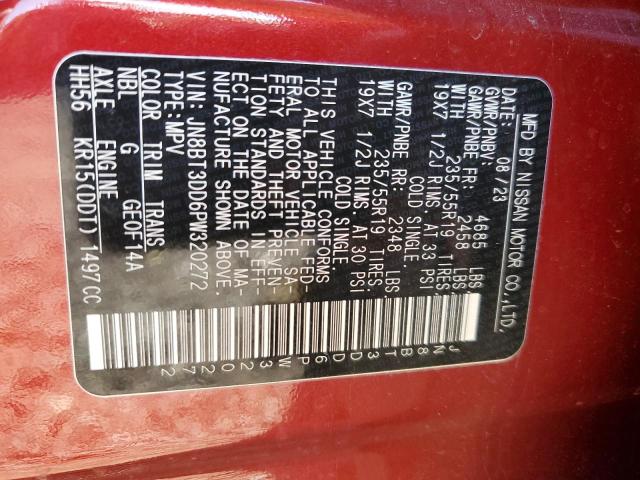 MFD BY NISSAN MOTOR CO.,LTD.
DATE: 08 / 23
GVWR/PNBV: 4685 LBS.
GAWR/PNBE FR: 2458 LBS.
WITH 235/55R19 TIRES.
19X7 1/2J RIMS. AT 33 PSI
COLD SINGLE
GAWR/PNBE RR: 2348 LBS.
WITH 235/55R19 TIRES.
19X7 1/2J RIMS. AT 30 PSI
COLD SINGLE
THIS VEHICLE CONFORMS
TO ALL APPLICABLE FED-
ERAL MOTOR VEHICLE SA-
FETY AND THEFT PREVEN-
TION STANDARDS IN EFF-
ECT ON THE DATE OF MA-
NUFACTURE SHOWN ABOVE.
VIN: JN8BT3DD6PW320272
TYPE: MPV
COLOR TRIM TRANS
NBL G GEOF14A
AXLE ENGINE
HH56 KR15(DDT) 1497CC
JN8BT3DD6PW320272